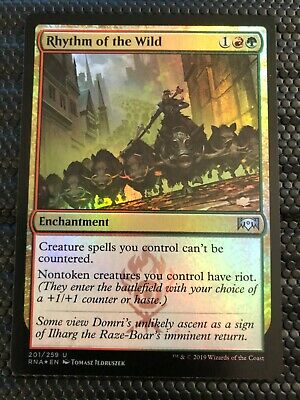 Rhythm of the Wild 1
Enchantment
Creature spells you control can't be
countered.
Nontoken creatures you control have riot.
(They enter the battlefield with your choice of
a +1/+1 counter or haste.)
Some view Domri's unlikely ascent as a sign
of Ilharg the Raze-Boar's imminent return.
201/259 U
RNA★EN Tomasz Jedruszek
™ & © 2019 Wizards of the Coast